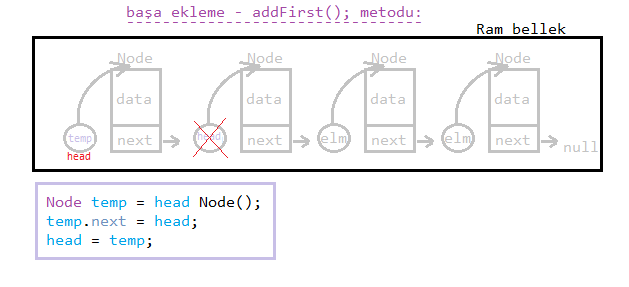 başa ekleme - addFirst(); metodu:
Ram bellek
Node Node Node Node
data data data data
temp next head next elm next elm next null
head
Node temp = head Node();
temp.next = head;
head = temp;